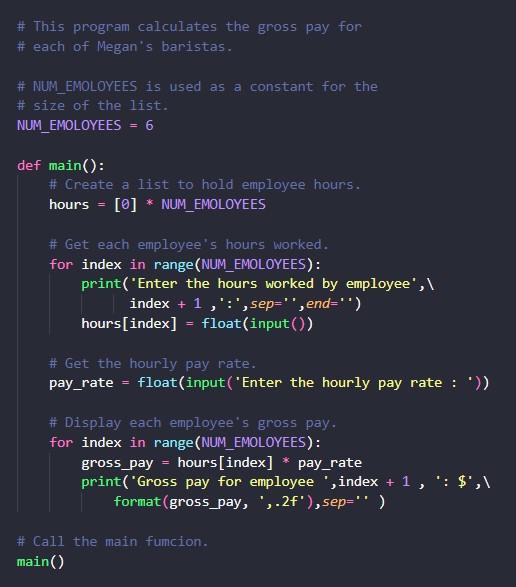 # This program calculates the gross pay for
# each of Megan's baristas.
# NUM_EMOLOYEES is used as a constant for the
# size of the list.
NUM_EMOLOYEES = 6
def main():
# Create a list to hold employee hours.
hours = [0] * NUM_EMOLOYEES
# Get each employee's hours worked.
for index in range(NUM_EMOLOYEES):
print('Enter the hours worked by employee',\
index + 1 ,':',sep='',end='')
hours[index] = float(input())
# Get the hourly pay rate.
pay_rate = float(input('Enter the hourly pay rate : '))
# Display each employee's gross pay.
for index in range(NUM_EMOLOYEES):
gross_pay = hours[index] * pay_rate
print('Gross pay for employee ',index + 1 , ': $',\
format(gross_pay, ',.2f'),sep='' )
# Call the main fumcion.
main()